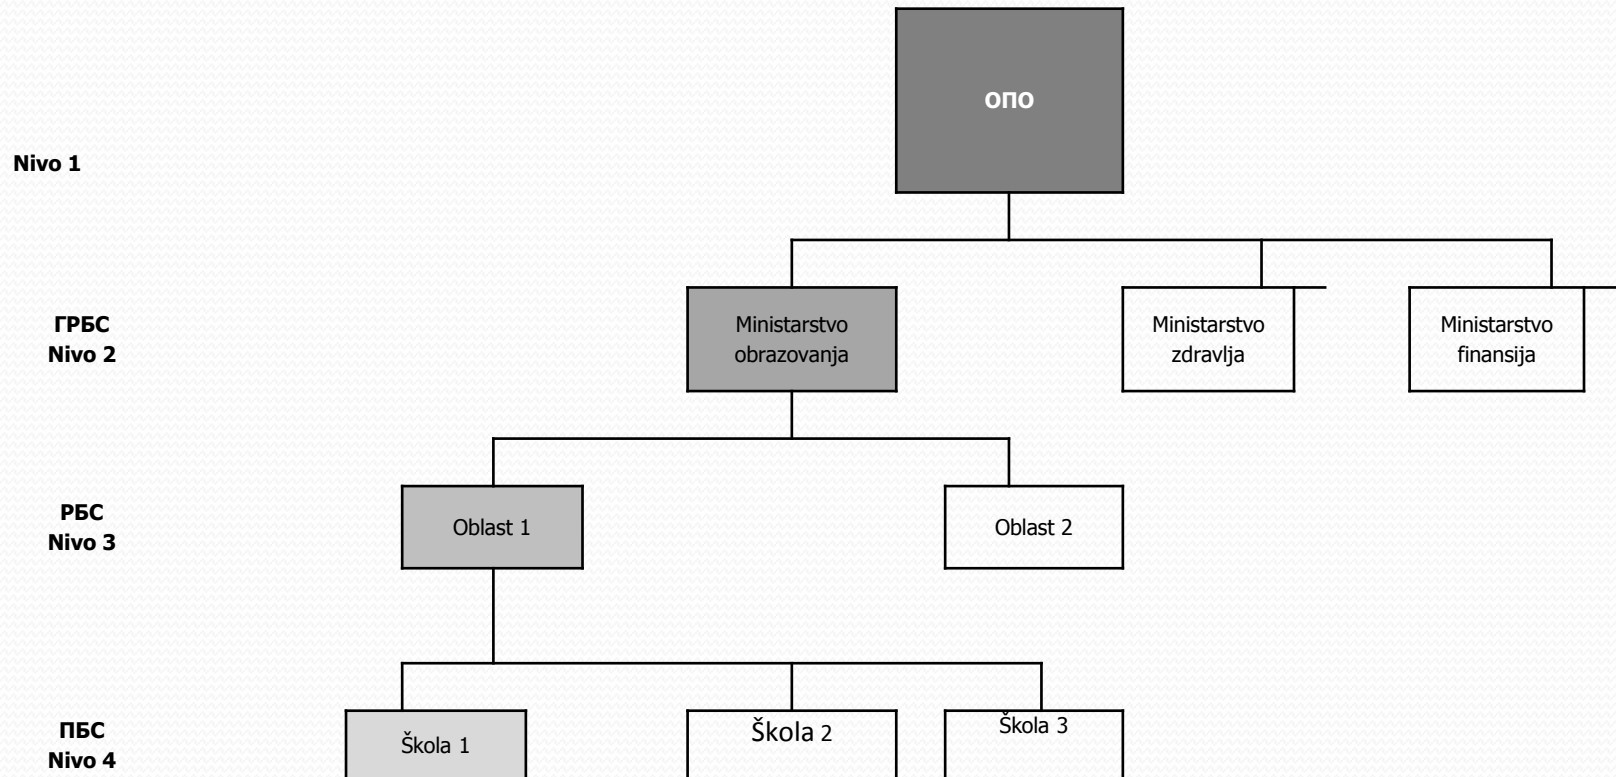 ОПО
Nivo 1
ГРБС
Nivo 2
Ministarstvo
obrazovanja
Ministarstvo
zdravlja
Ministarstvo
finansija
РБС
Nivo 3
Oblast 1
Oblast 2
ПБС
Nivo 4
Škola 1
Škola 2
Škola 3